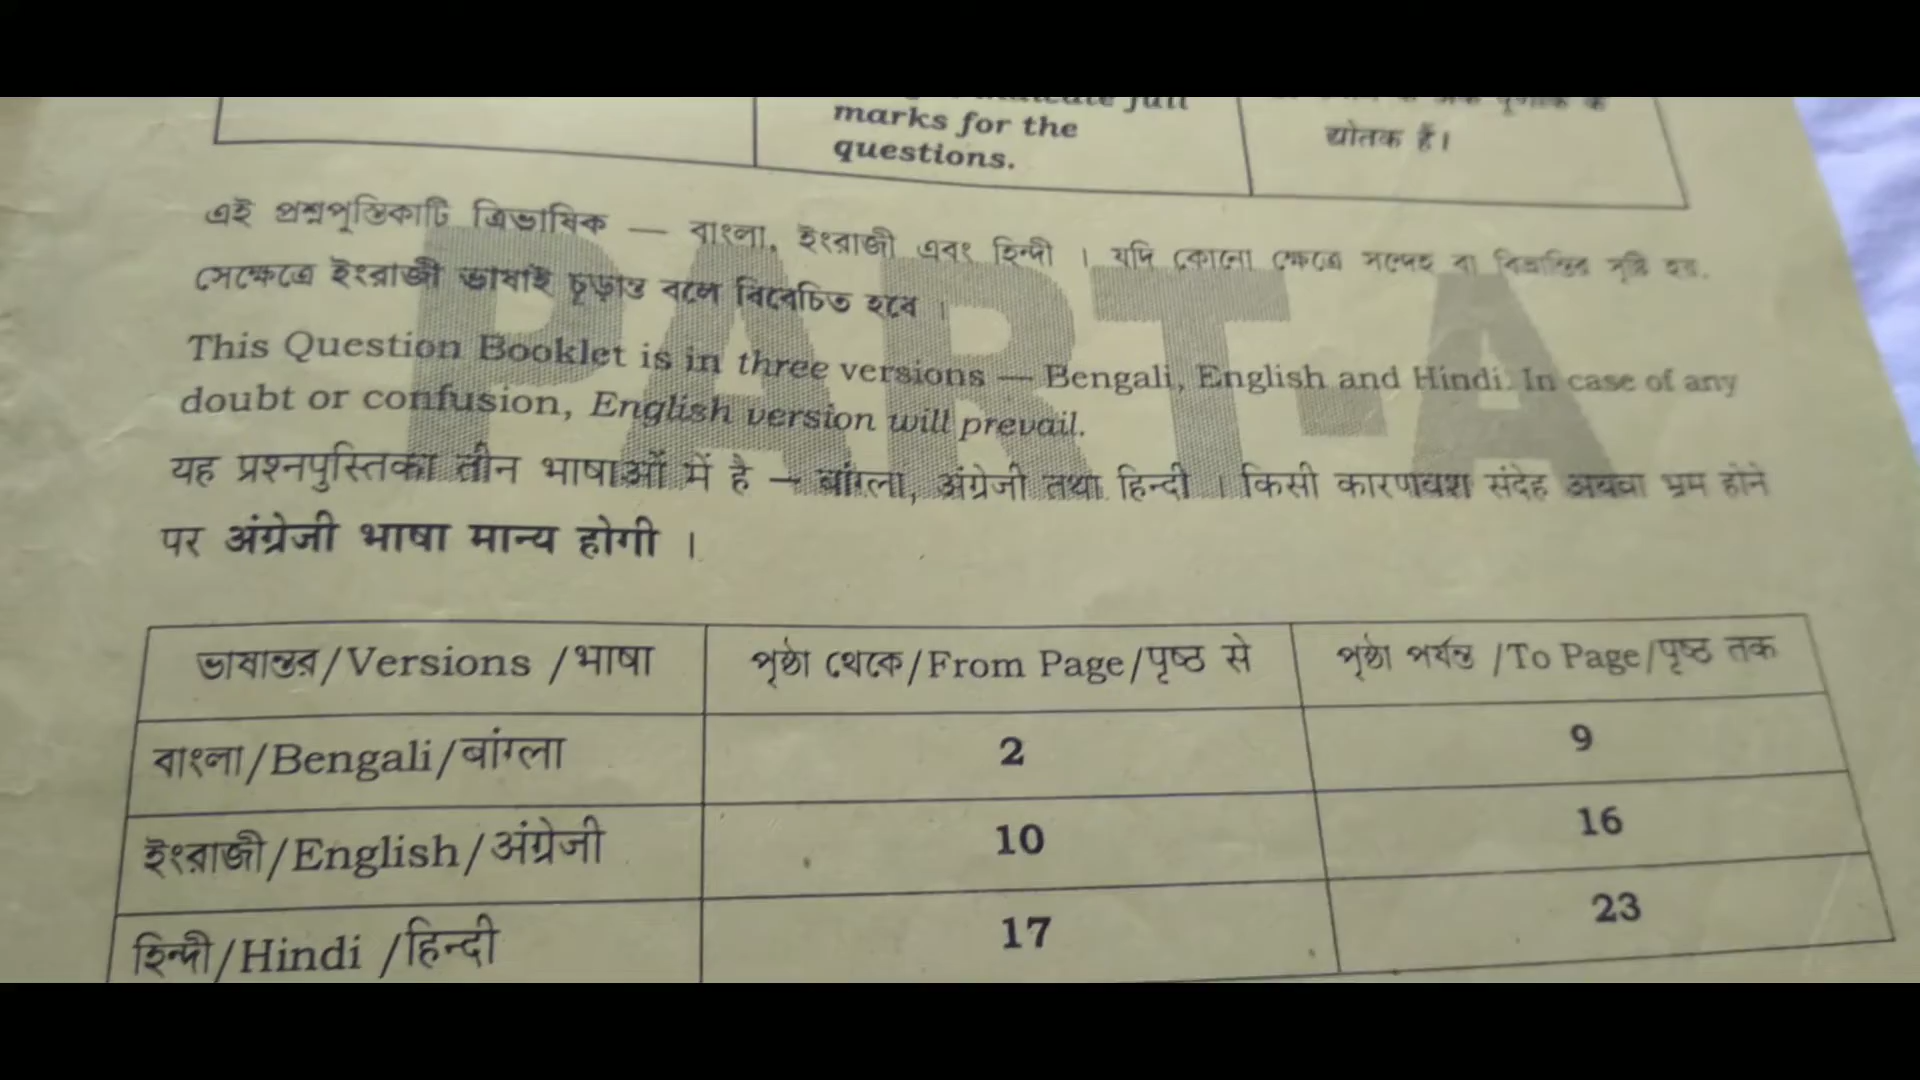 indicate full
marks for the
questions.
द्योतक हैं।
এই প্রশ্নপুস্তিকাটি ত্রিভাষিক — বাংলা, ইংরাজী এবং হিন্দী । যদি কোনো ক্ষেত্রে সন্দেহ বা বিভ্রান্তির সৃষ্টি হয়,
সেক্ষেত্রে ইংরাজী ভাষাই চূড়ান্ত বলে বিবেচিত হবে ।
This Question Booklet is in three versions — Bengali, English and Hindi. In case of any
doubt or confusion, English version will prevail.
यह प्रश्नपुस्तिका तीन भाषाओं में है – बांग्ला, अंग्रेजी तथा हिन्दी । किसी कारणवश संदेह अथवा भ्रम होने
पर अंग्रेजी भाषा मान्य होगी ।
PART-A
ভাষান্তর/Versions /भाषा पृष्ठा থেকে/From Page/पृष्ठ से পৃষ্ঠা পর্যন্ত /To Page/पृष्ठ तक
বাংলা/Bengali/बांग्ला 2 9
ইংরাজী/English/अंग्रेजी 10 16
হিন্দী/Hindi /हिन्दी 17 23